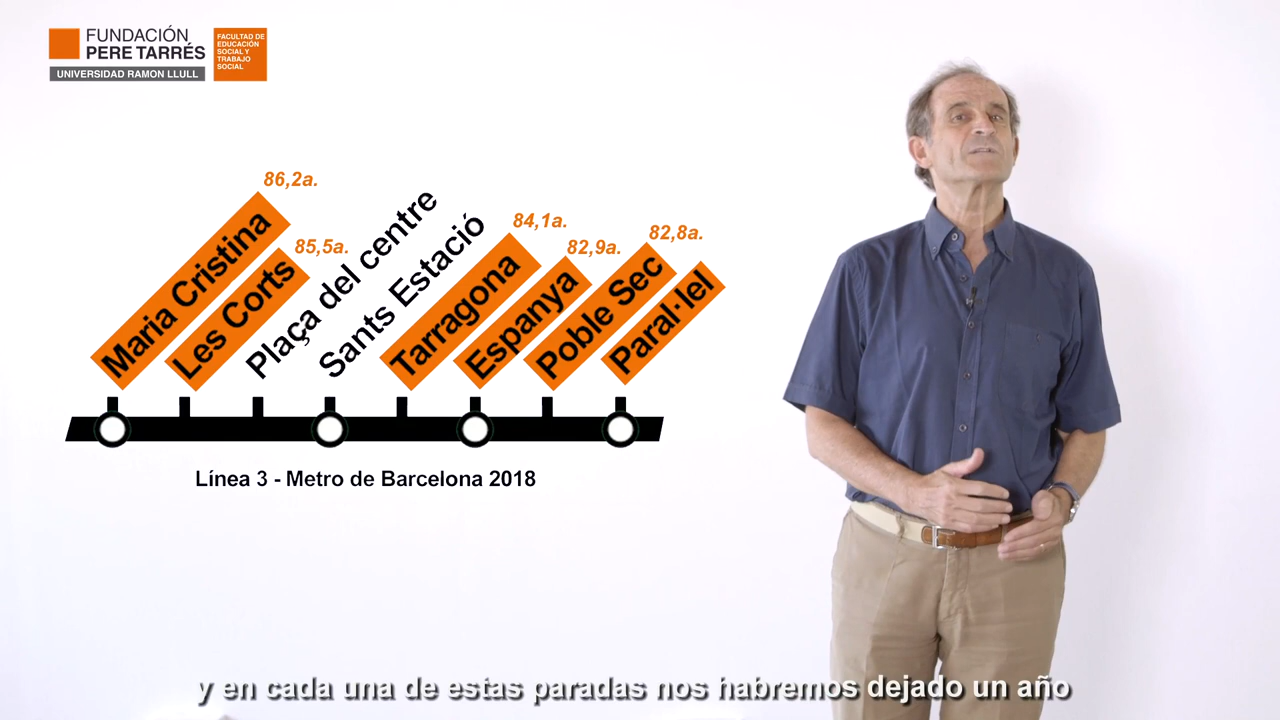 FUNDACIÓN
PERE TARRÉS
UNIVERSIDAD RAMON LLULL
FACULTAD DE
EDUCACIÓN
SOCIAL Y
TRABAJO
SOCIAL
86,2a.
Maria Cristina
85,5a.
Les Corts
Plaça del centre
Sants Estació
84,1a.
Tarragona
82,9a.
Espanya
82,8a.
Poble Sec
Paral·lel
Línea 3 - Metro de Barcelona 2018
y en cada una de estas paradas nos habremos dejado un año